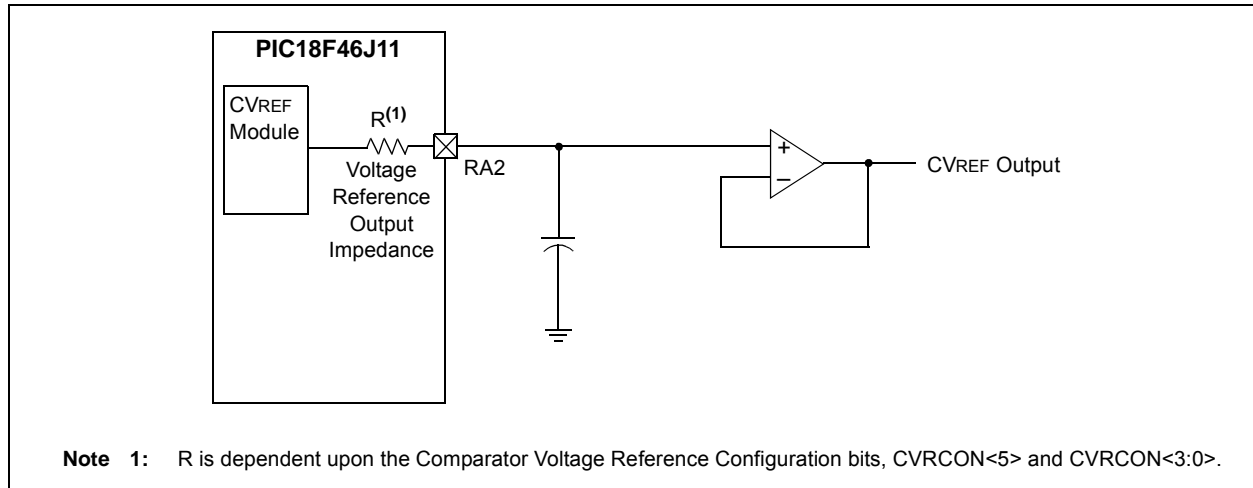 PIC18F46J11
CVREF
Module
R(1)
Voltage
Reference
Output
Impedance
RA2
+
–
CVREF Output
Note 1: R is dependent upon the Comparator Voltage Reference Configuration bits, CVRCON<5> and CVRCON<3:0>.